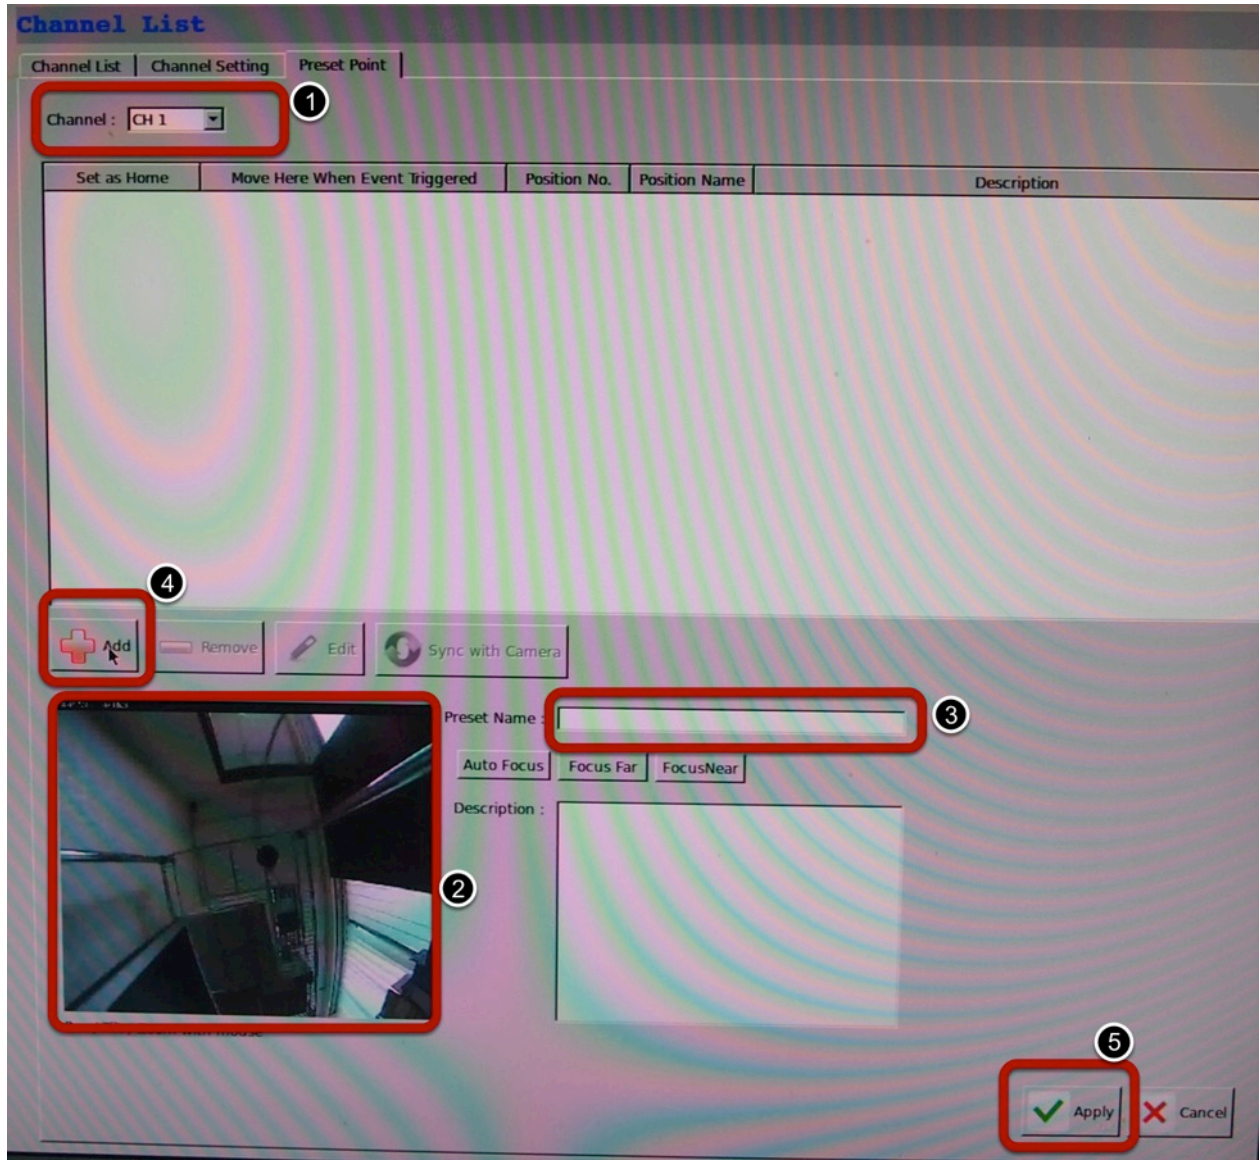 Channel List
Channel List Channel Setting Preset Point
1
Channel : CH 1
Set as Home Move Here When Event Triggered Position No. Position Name Description
4
Add Remove Edit Sync with Camera
Preset Name :
3
Auto Focus Focus Far FocusNear
Description :
2
with mouse
5
Apply Cancel